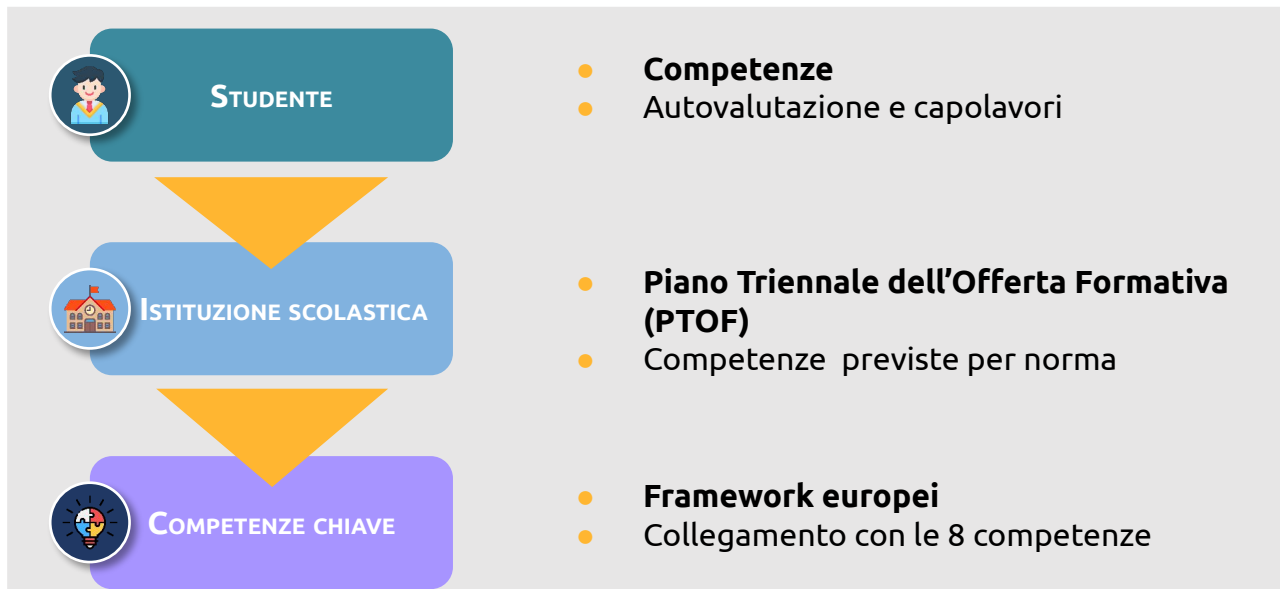 STUDENTE
● Competenze
● Autovalutazione e capolavori
ISTITUZIONE SCOLASTICA
● Piano Triennale dell’Offerta Formativa
(PTOF)
● Competenze previste per norma
COMPETENZE CHIAVE
● Framework europei
● Collegamento con le 8 competenze